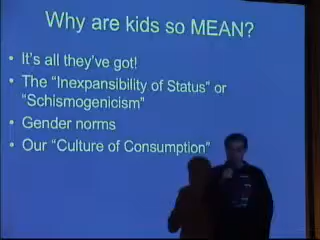 Why are kids so MEAN?
• It's all they've got!
• The "Inexpansibility of Status" or
"Schismogenicism"
• Gender norms
• Our "Culture of Consumption"